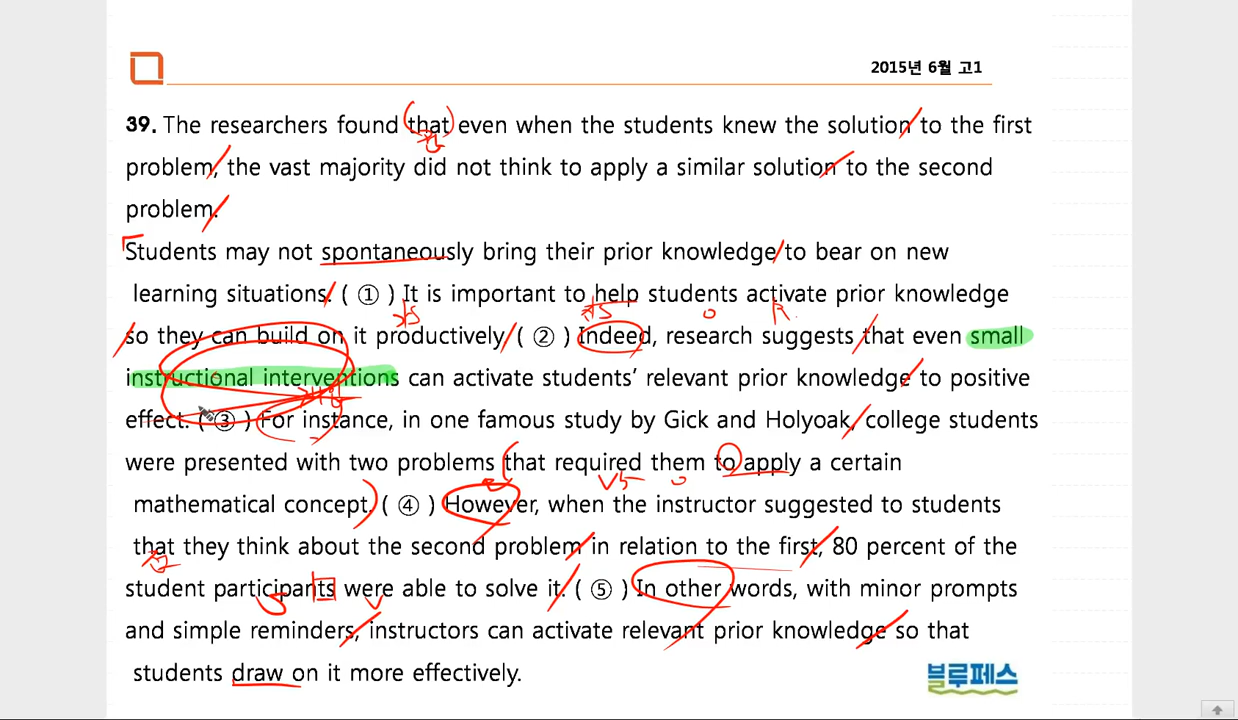 2015년 6월 고1
39. The researchers found that even when the students knew the solution to the first
problem, the vast majority did not think to apply a similar solution to the second
problem.
Students may not spontaneously bring their prior knowledge to bear on new
learning situations. ( ① ) It is important to help students activate prior knowledge
so they can build on it productively. ( ② ) Indeed, research suggests that even small
instructional interventions can activate students’ relevant prior knowledge to positive
effect. ( ③ ) For instance, in one famous study by Gick and Holyoak, college students
were presented with two problems that required them to apply a certain
mathematical concept. ( ④ ) However, when the instructor suggested to students
that they think about the second problem in relation to the first, 80 percent of the
student participants were able to solve it. ( ⑤ ) In other words, with minor prompts
and simple reminders, instructors can activate relevant prior knowledge so that
students draw on it more effectively.
블루페스